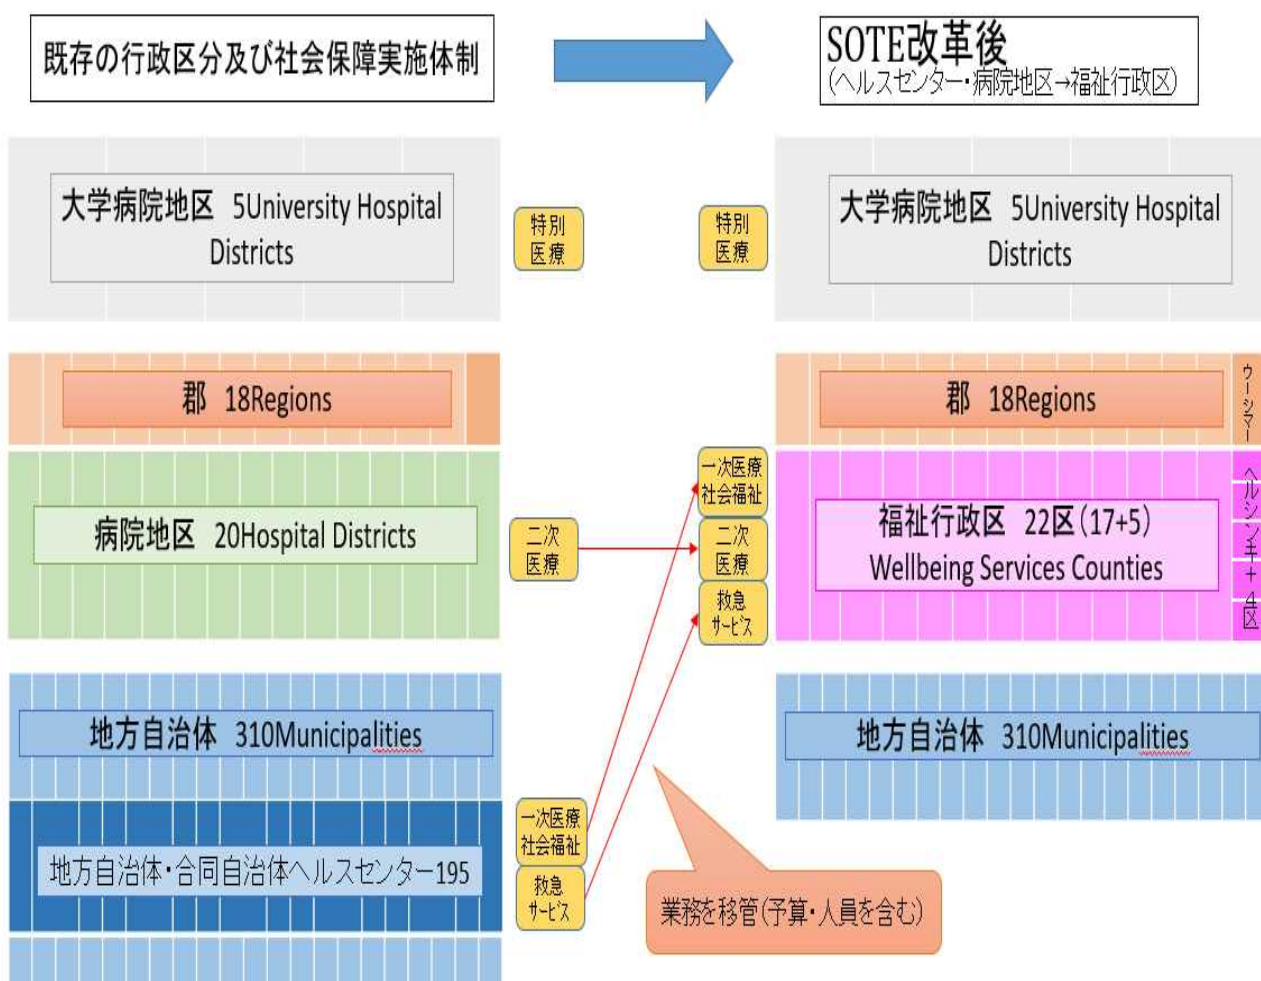 既存の行政区分及び社会保障実施体制
SOTE改革後
(ヘルスセンター・病院地区→福祉行政区)
大学病院地区 5University Hospital
Districts
特別
医療
特別
医療
大学病院地区 5University Hospital
Districts
郡 18Regions
郡 18Regions
ウーシマー
病院地区 20Hospital Districts
二次
医療
一次医療
社会福祉
二次
医療
救急
サービス
福祉行政区 22区(17+5)
Wellbeing Services Counties
ヘルシンキ+4区
地方自治体 310Municipalities
地方自治体 310Municipalities
地方自治体・合同自治体ヘルスセンター195
一次医療
社会福祉
救急
サービス
業務を移管(予算・人員を含む)